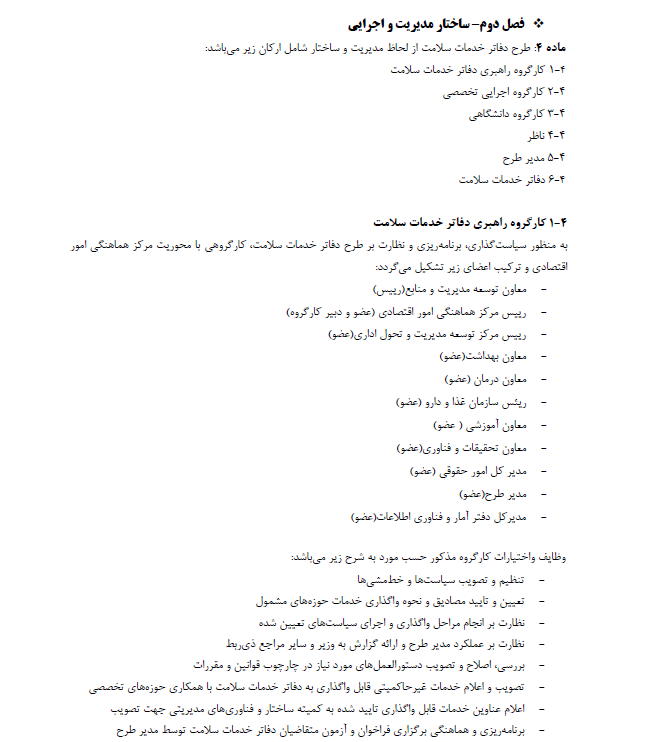 ❖ فصل دوم- ساختار مدیریت و اجرایی
ماده ۴: طرح دفاتر خدمات سلامت از لحاظ مدیریت و ساختار شامل ارکان زیر می‌باشد:
۱-۴ کارگروه راهبری دفاتر خدمات سلامت
۲-۴ کارگروه اجرایی تخصصی
۳-۴ کارگروه دانشگاهی
۴-۴ ناظر
۵-۴ مدیر طرح
۶-۴ دفاتر خدمات سلامت
۱-۴ کارگروه راهبری دفاتر خدمات سلامت
به منظور سیاست‌گذاری، برنامه‌ریزی و نظارت بر طرح دفاتر خدمات سلامت، کارگروهی با محوریت مرکز هماهنگی امور
اقتصادی و ترکیب اعضای زیر تشکیل می‌گردد:
- معاون توسعه مدیریت و منابع(رییس)
- رییس مرکز هماهنگی امور اقتصادی (عضو و دبیر کارگروه)
- رییس مرکز توسعه مدیریت و تحول اداری(عضو)
- معاون بهداشت(عضو)
- معاون درمان (عضو)
- ریئس سازمان غذا و دارو (عضو)
- معاون آموزشی ( عضو)
- معاون تحقیقات و فناوری(عضو)
- مدیر کل امور حقوقی (عضو)
- مدیر طرح(عضو)
- مدیرکل دفتر آمار و فناوری اطلاعات(عضو)
وظایف واختیارات کارگروه مذکور حسب مورد به شرح زیر می‌باشد:
- تنظیم و تصویب سیاست‌ها و خط‌مشی‌ها
- تعیین و تایید مصادیق و نحوه واگذاری خدمات حوزه‌های مشمول
- نظارت بر انجام مراحل واگذاری و اجرای سیاست‌های تعیین شده
- نظارت بر عملکرد مدیر طرح و ارائه گزارش به وزیر و سایر مراجع ذی‌ربط
- بررسی، اصلاح و تصویب دستورالعمل‌های مورد نیاز در چارچوب قوانین و مقررات
- تصویب و اعلام خدمات غیرحاکمیتی قابل واگذاری به دفاتر خدمات سلامت با همکاری حوزه‌های تخصصی
- اعلام عناوین خدمات قابل واگذاری تایید شده به کمیته ساختار و فناوری‌های مدیریتی جهت تصویب
- برنامه‌ریزی و هماهنگی برگزاری فراخوان و آزمون متقاضیان دفاتر خدمات سلامت توسط مدیر طرح